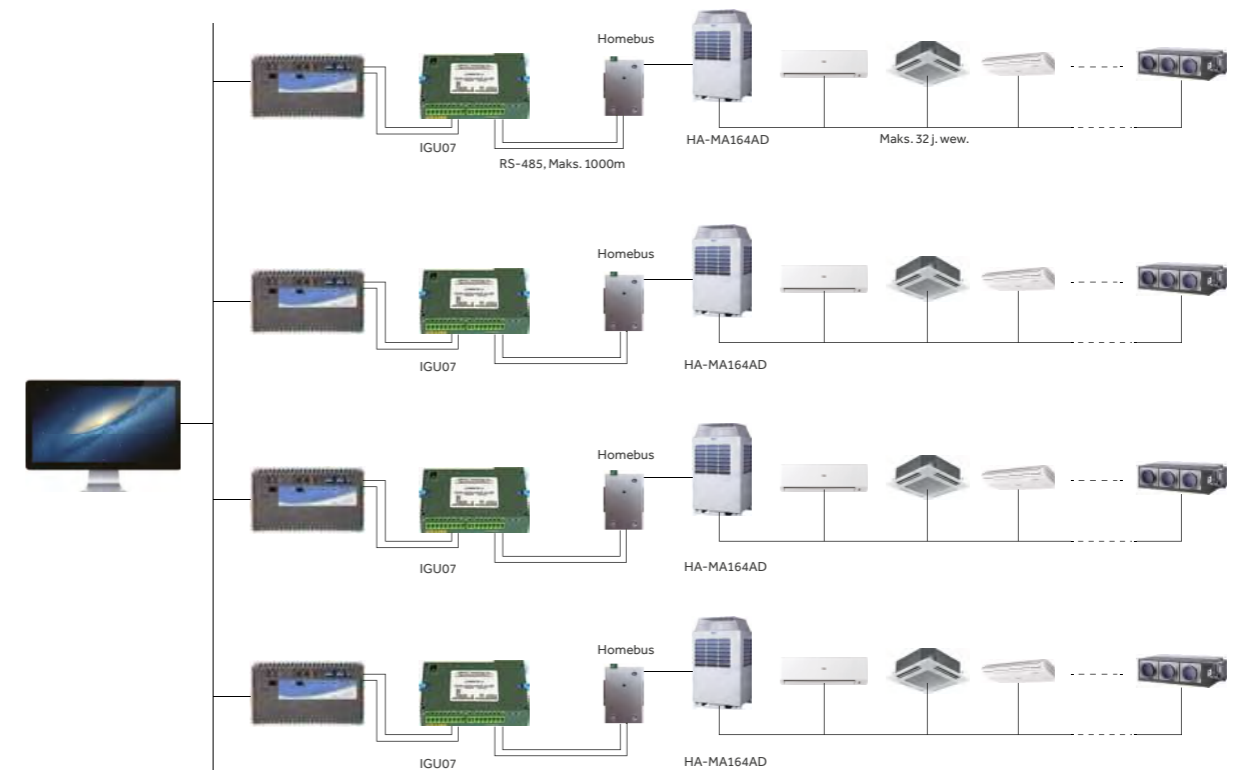 Homebus
IGU07
RS-485, Maks. 1000m
HA-MA164AD
Maks. 32 j. wew.
Homebus
IGU07
HA-MA164AD
Homebus
IGU07
HA-MA164AD
Homebus
IGU07
HA-MA164AD